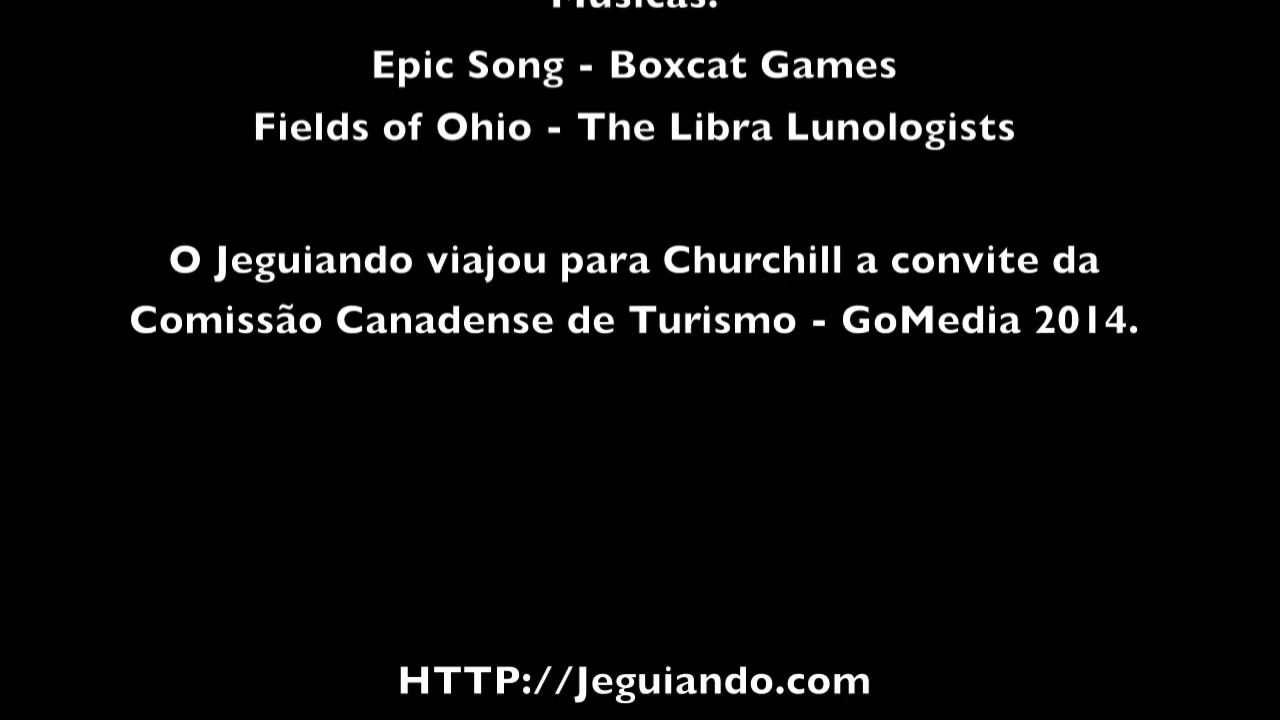 Músicas:
Epic Song - Boxcat Games
Fields of Ohio - The Libra Lunologists
O Jeguiando viajou para Churchill a convite da
Comissão Canadense de Turismo - GoMedia 2014.
HTTP://Jeguiando.com